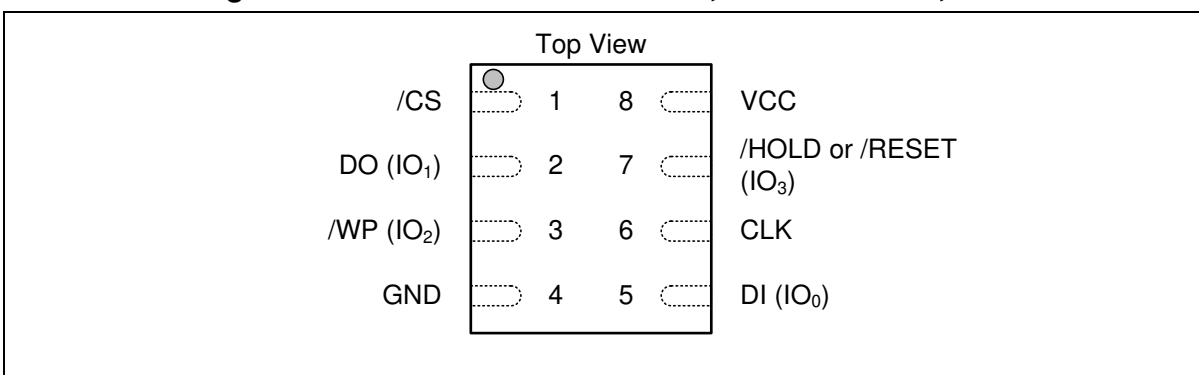 Top View
/CS 1 8 VCC
DO (IO₁) 2 7 /HOLD or /RESET
(IO₃)
/WP (IO₂) 3 6 CLK
GND 4 5 DI (IO₀)